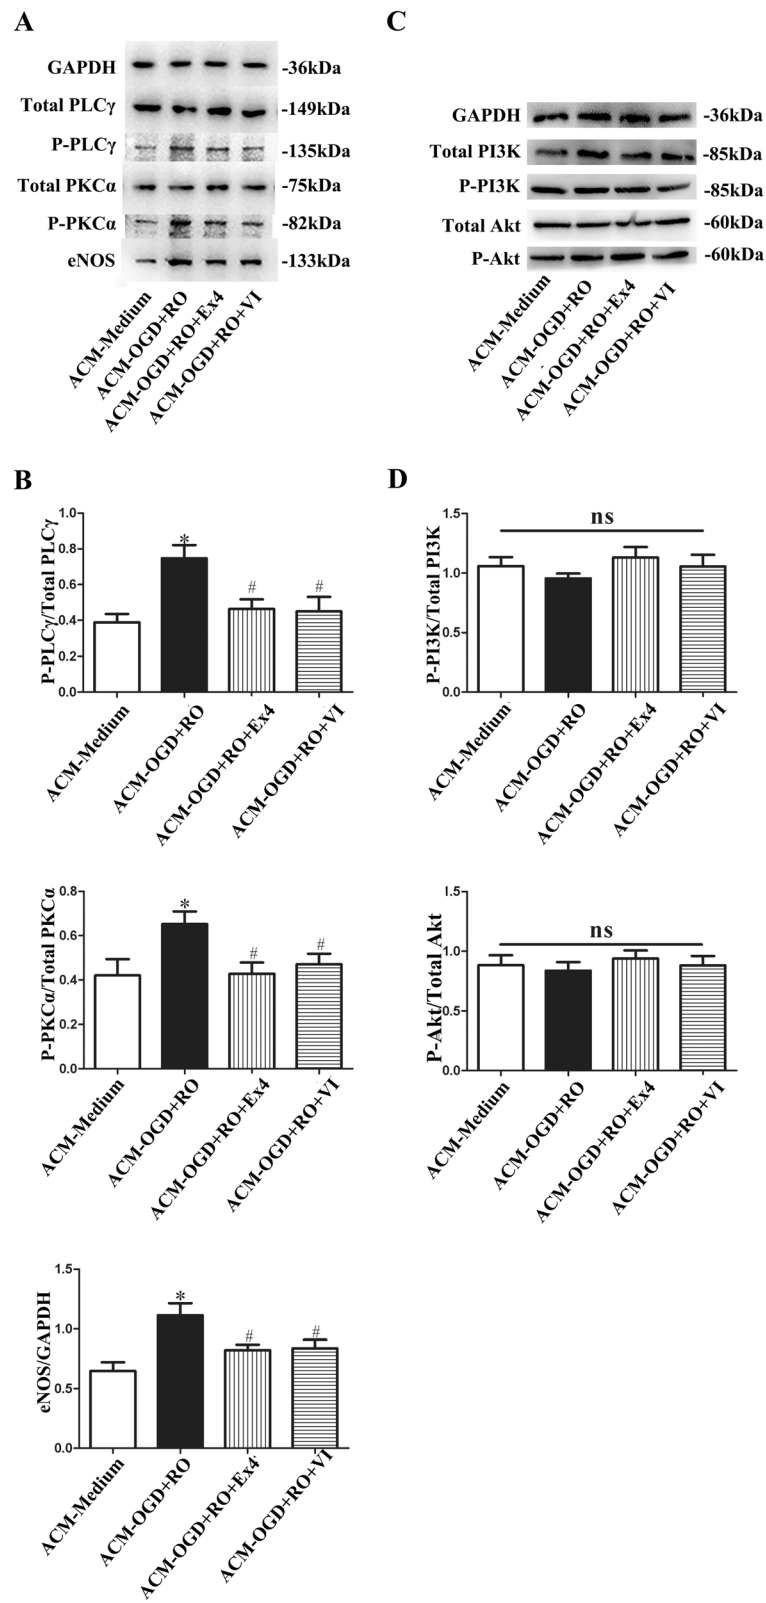 A
GAPDH -36kDa
Total PLCγ -149kDa
P-PLCγ -135kDa
Total PKCα -75kDa
P-PKCα -82kDa
eNOS -133kDa
ACM-Medium
ACM-OGD+RO
ACM-OGD+RO+Ex4
ACM-OGD+RO+VI
C
GAPDH -36kDa
Total PI3K -85kDa
P-PI3K -85kDa
Total Akt -60kDa
P-Akt -60kDa
ACM-Medium
ACM-OGD+RO
ACM-OGD+RO+Ex4
ACM-OGD+RO+VI
B
P-PLCγ/Total PLCγ
1.0
0.8
0.6
0.4
0.2
0.0
*
#
#
ACM-Medium
ACM-OGD+RO
ACM-OGD+RO+Ex4
ACM-OGD+RO+VI
P-PKCα/Total PKCα
0.8
0.6
0.4
0.2
0.0
*
#
#
ACM-Medium
ACM-OGD+RO
ACM-OGD+RO+Ex4
ACM-OGD+RO+VI
eNOS/GAPDH
1.5
1.0
0.5
0.0
*
#
#
ACM-Medium
ACM-OGD+RO
ACM-OGD+RO+Ex4
ACM-OGD+RO+VI
D
P-PI3K/Total PI3K
1.5
1.0
0.5
0.0
ns
ACM-Medium
ACM-OGD+RO
ACM-OGD+RO+Ex4
ACM-OGD+RO+VI
P-Akt/Total Akt
1.5
1.0
0.5
0.0
ns
ACM-Medium
ACM-OGD+RO
ACM-OGD+RO+Ex4
ACM-OGD+RO+VI